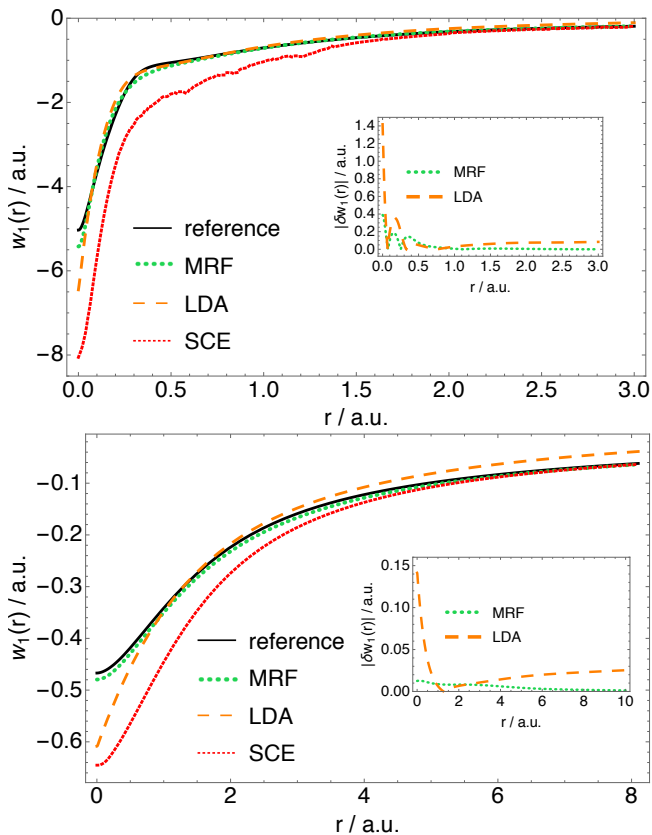 0
−2
−4
−6
−8
w₁(r) / a.u.
reference
MRF
LDA
SCE
1.4
1.2
1.0
0.8
0.6
0.4
0.2
0.0
|δw₁(r)| / a.u.
MRF
LDA
0.0 0.5 1.0 1.5 2.0 2.5 3.0
r / a.u.
0.0 0.5 1.0 1.5 2.0 2.5 3.0
r / a.u.
−0.1
−0.2
−0.3
−0.4
−0.5
−0.6
w₁(r) / a.u.
reference
MRF
LDA
SCE
0.15
0.10
0.05
0.00
|δw₁(r)| / a.u.
MRF
LDA
0 2 4 6 8 10
r / a.u.
0 2 4 6 8
r / a.u.